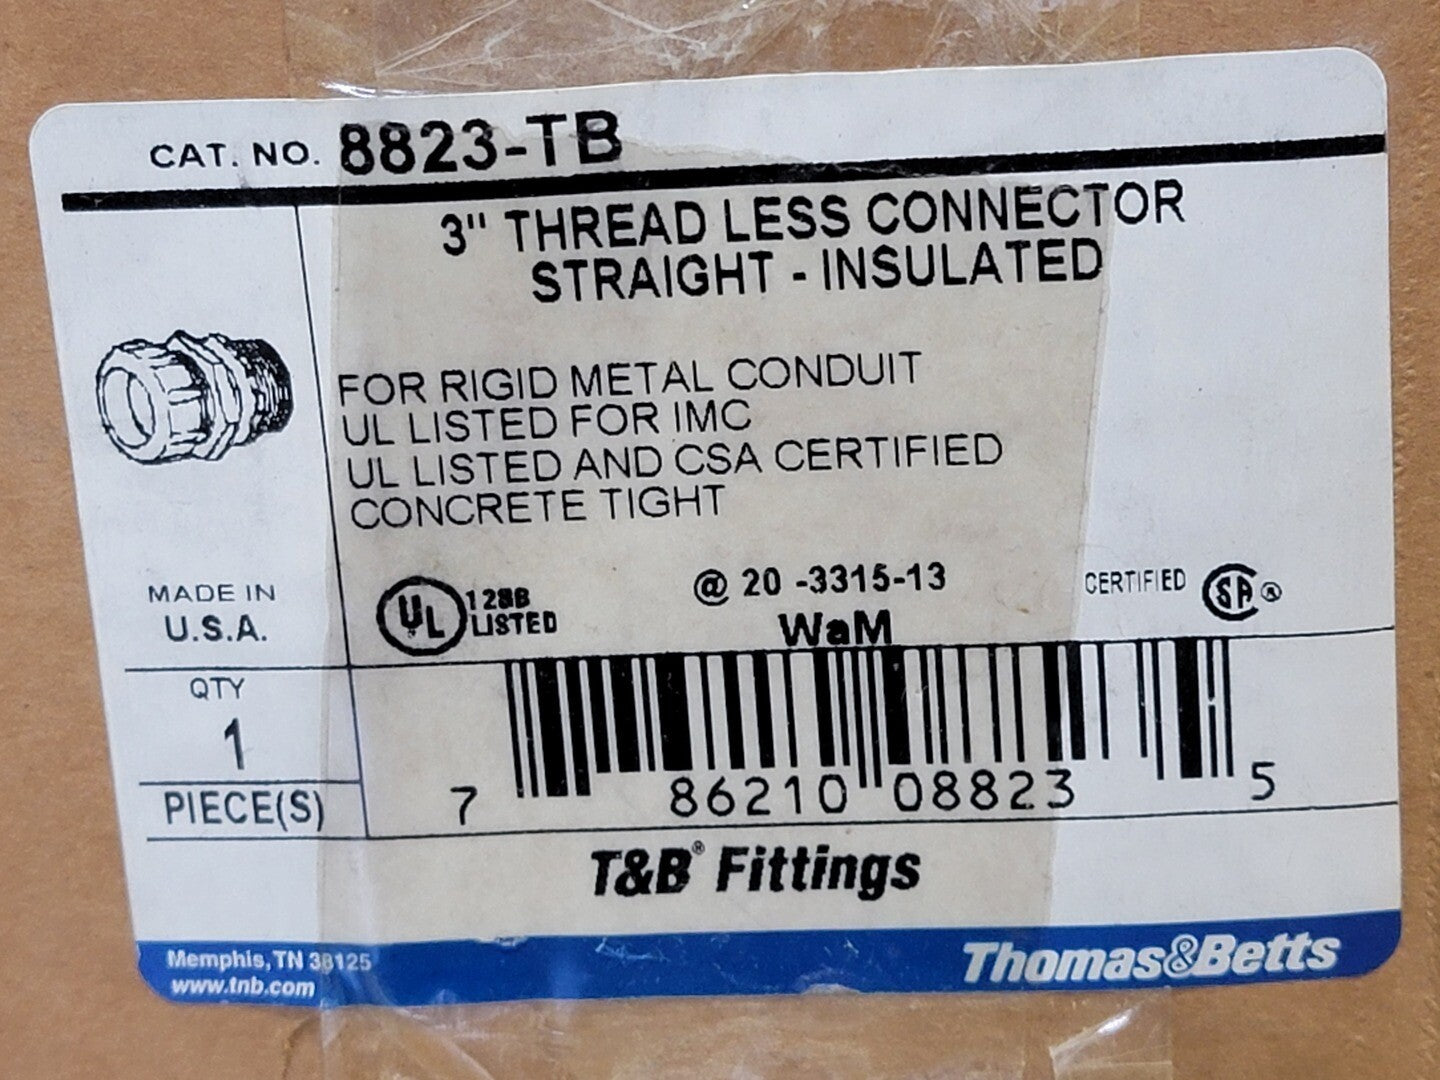 CAT. NO. 8823-TB
3" THREAD LESS CONNECTOR
STRAIGHT - INSULATED
FOR RIGID METAL CONDUIT
UL LISTED FOR IMC
UL LISTED AND CSA CERTIFIED
CONCRETE TIGHT
MADE IN
U.S.A.
UL 128B
LISTED
@ 20 -3315-13
WaM
CERTIFIED SA ®
QTY
1
PIECE(S)
7 86210 08823 5
T&B® Fittings
Memphis, TN 38125
www.tnb.com
Thomas&Betts